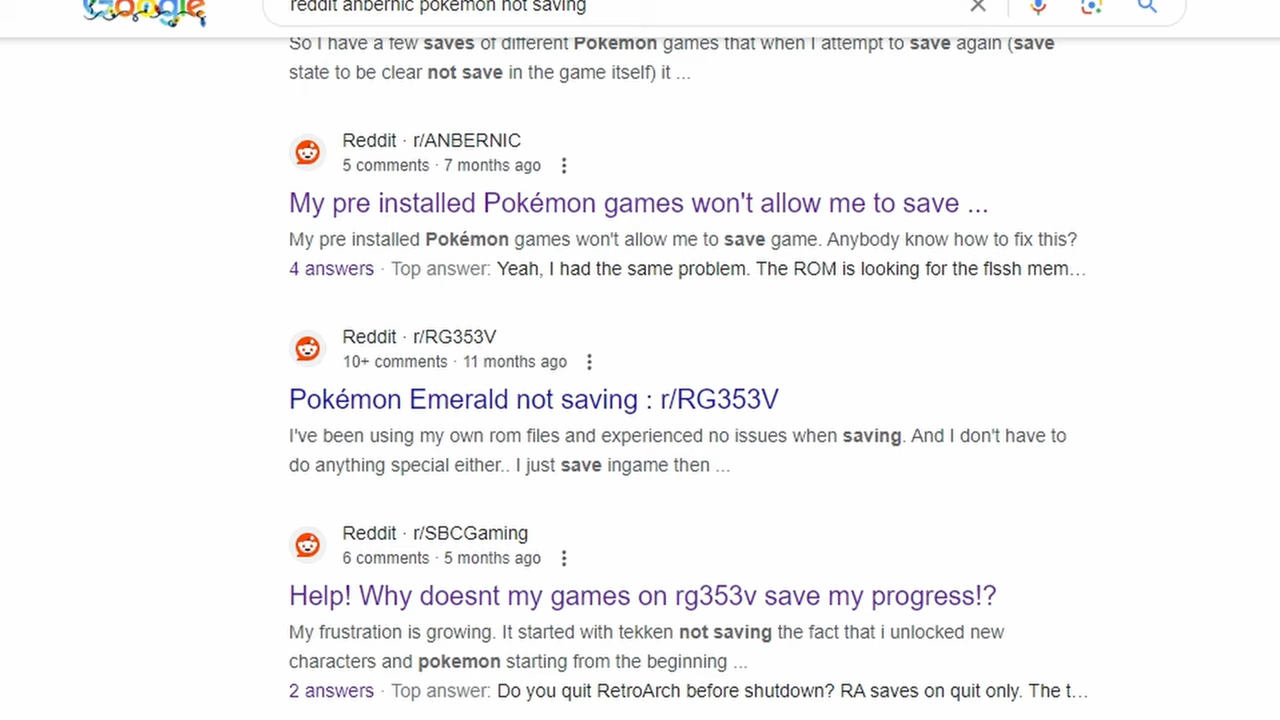 Google
reddit anbernic pokemon not saving
So I have a few saves of different Pokemon games that when I attempt to save again (save
state to be clear not save in the game itself) it ...
Reddit · r/ANBERNIC
5 comments · 7 months ago
My pre installed Pokémon games won't allow me to save ...
My pre installed Pokémon games won't allow me to save game. Anybody know how to fix this?
4 answers · Top answer: Yeah, I had the same problem. The ROM is looking for the flssh mem...
Reddit · r/RG353V
10+ comments · 11 months ago
Pokémon Emerald not saving : r/RG353V
I've been using my own rom files and experienced no issues when saving. And I don't have to
do anything special either.. I just save ingame then ...
Reddit · r/SBCGaming
6 comments · 5 months ago
Help! Why doesnt my games on rg353v save my progress!?
My frustration is growing. It started with tekken not saving the fact that i unlocked new
characters and pokemon starting from the beginning ...
2 answers · Top answer: Do you quit RetroArch before shutdown? RA saves on quit only. The t...